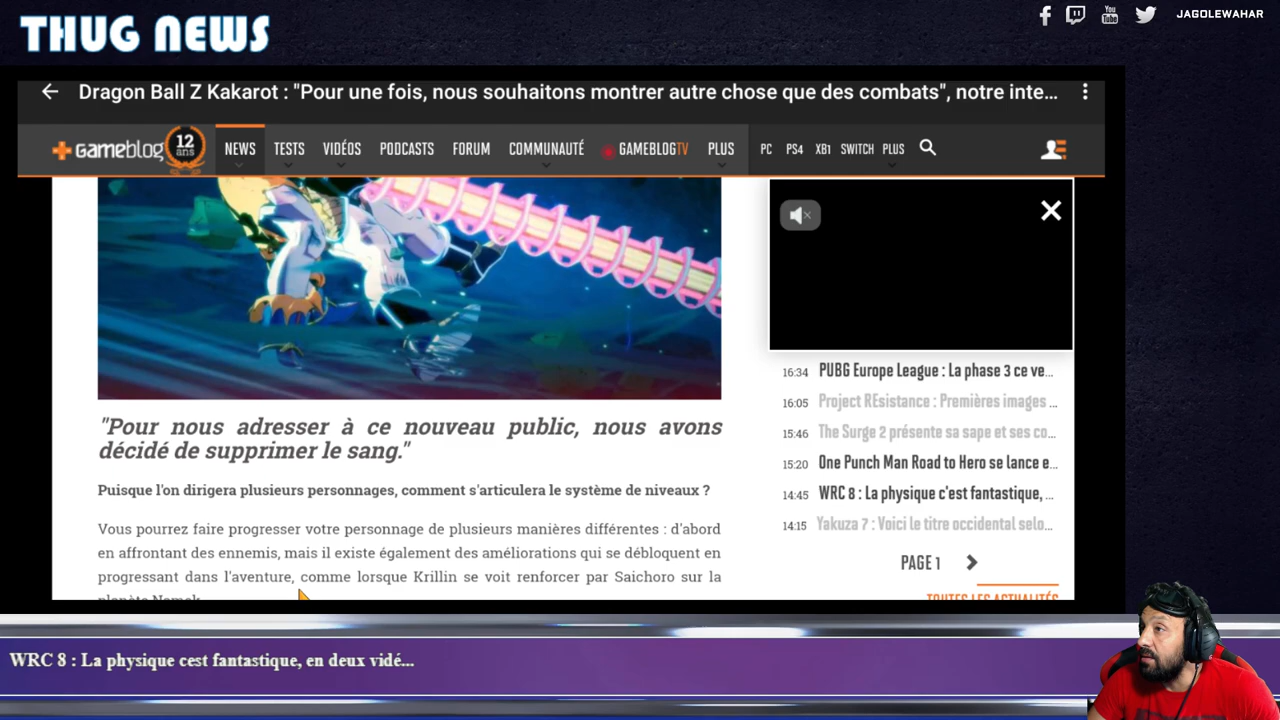 THUG NEWS
JAGOLEWAHAR
Dragon Ball Z Kakarot : "Pour une fois, nous souhaitons montrer autre chose que des combats", notre inte...
gameblog 12 ans NEWS TESTS VIDÉOS PODCASTS FORUM COMMUNAUTÉ GAMEBLOGTV PLUS PC PS4 XB1 SWITCH PLUS
"Pour nous adresser à ce nouveau public, nous avons
décidé de supprimer le sang."
Puisque l'on dirigera plusieurs personnages, comment s'articulera le système de niveaux ?
Vous pourrez faire progresser votre personnage de plusieurs manières différentes : d'abord
en affrontant des ennemis, mais il existe également des améliorations qui se débloquent en
progressant dans l'aventure, comme lorsque Krillin se voit renforcer par Saichoro sur la
planète Namek.
16:34 PUBG Europe League : La phase 3 ce ve...
16:05 Project REsistance : Premières images ...
15:46 The Surge 2 présente sa sape et ses co...
15:20 One Punch Man Road to Hero se lance e...
14:45 WRC 8 : La physique c'est fantastique, ...
14:15 Yakuza 7 : Voici le titre occidental selo...
PAGE 1
TOUTES LES ACTUALITÉS
WRC 8 : La physique cest fantastique, en deux vidé...